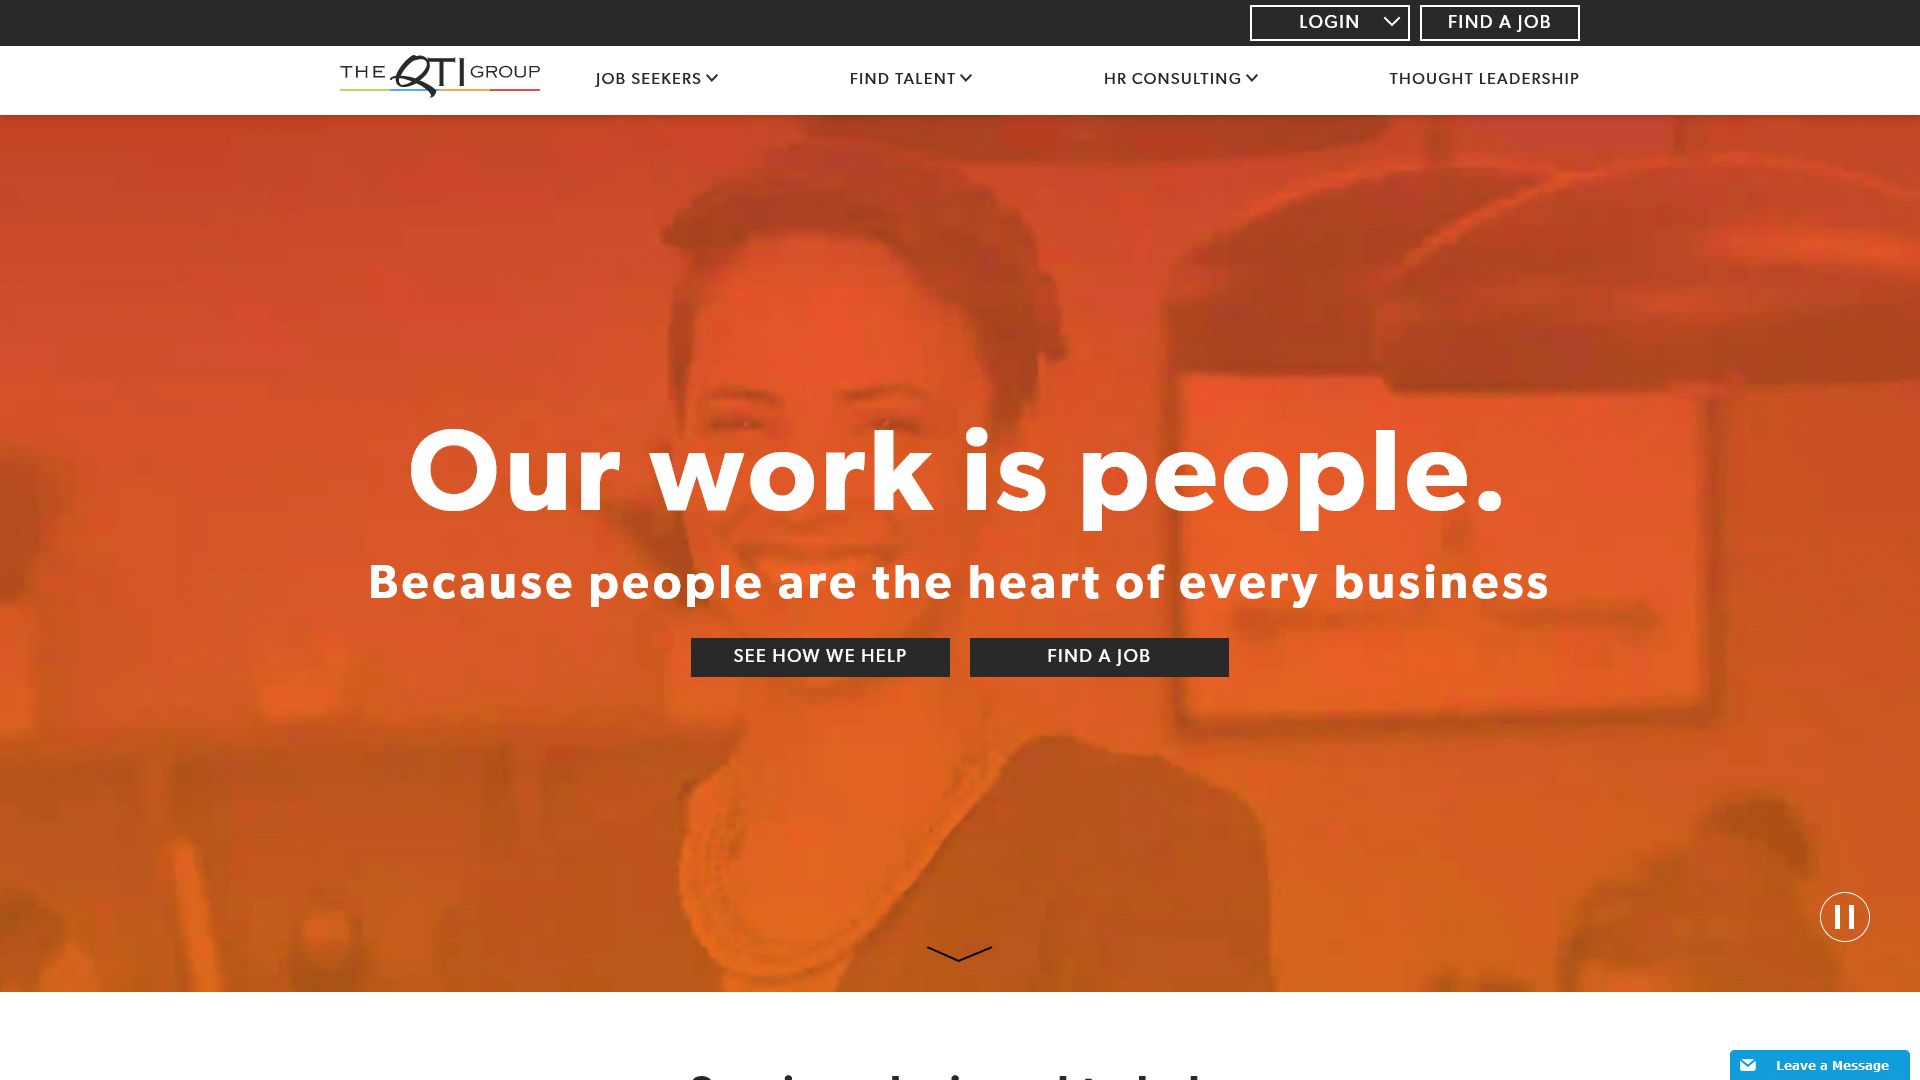 LOGIN
FIND A JOB
THE QTI GROUP
JOB SEEKERS
FIND TALENT
HR CONSULTING
THOUGHT LEADERSHIP
Our work is people.
Because people are the heart of every business
SEE HOW WE HELP
FIND A JOB
Leave a Message